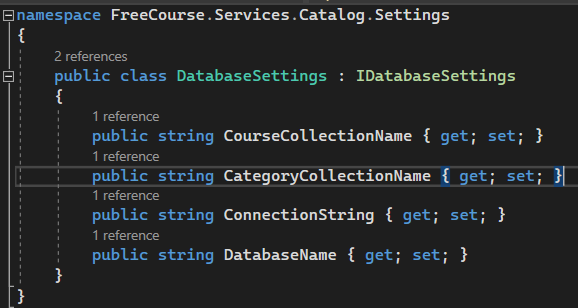 namespace FreeCourse.Services.Catalog.Settings
{
2 references
public class DatabaseSettings : IDatabaseSettings
{
1 reference
public string CourseCollectionName { get; set; }
1 reference
public string CategoryCollectionName { get; set; }
1 reference
public string ConnectionString { get; set; }
1 reference
public string DatabaseName { get; set; }
}
}